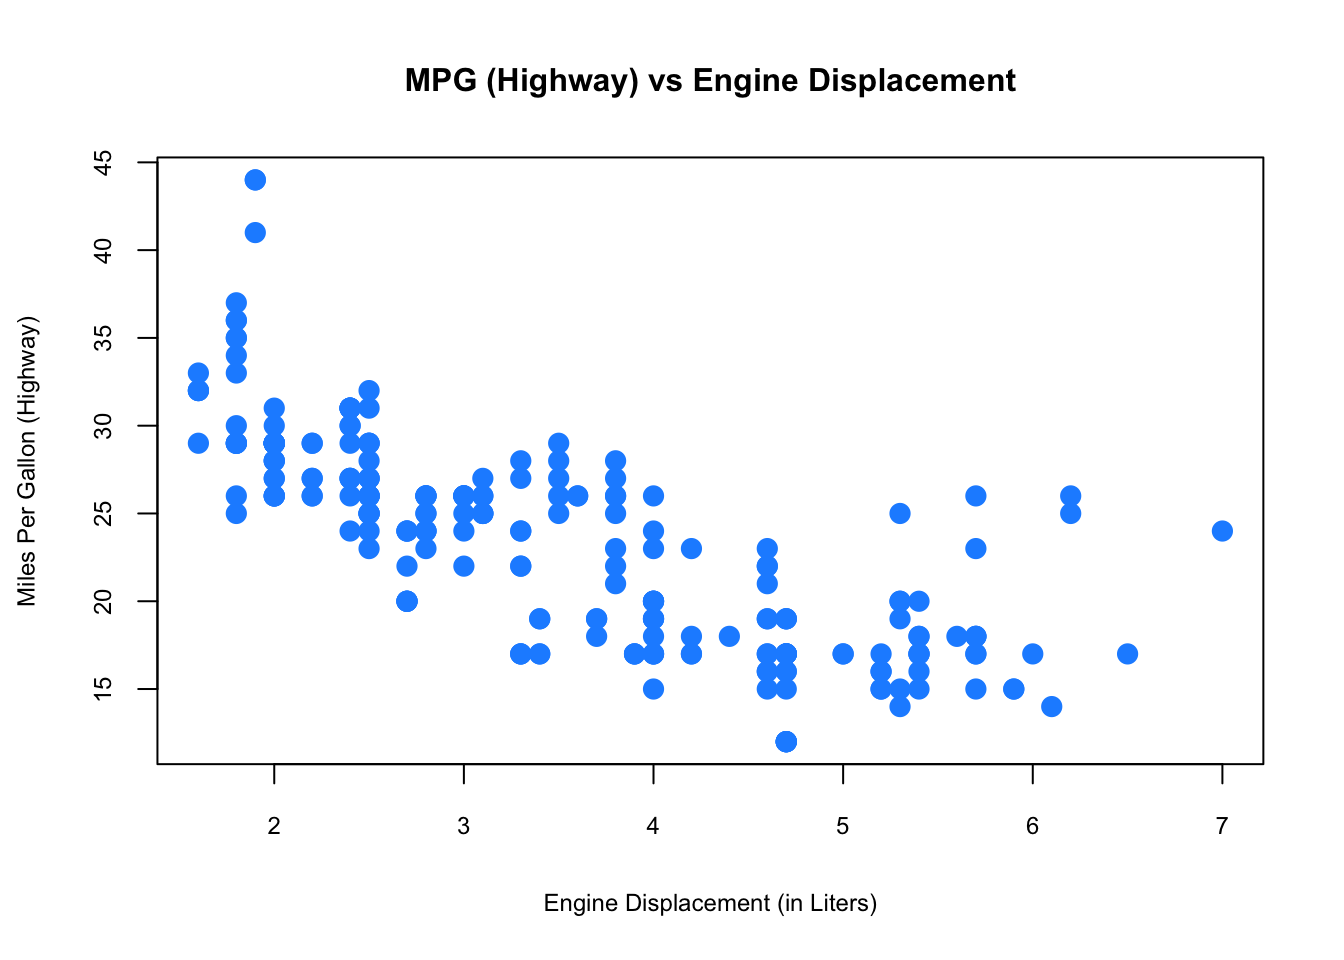 MPG (Highway) vs Engine Displacement
Miles Per Gallon (Highway)
45
40
35
30
25
20
15
2 3 4 5 6 7
Engine Displacement (in Liters)